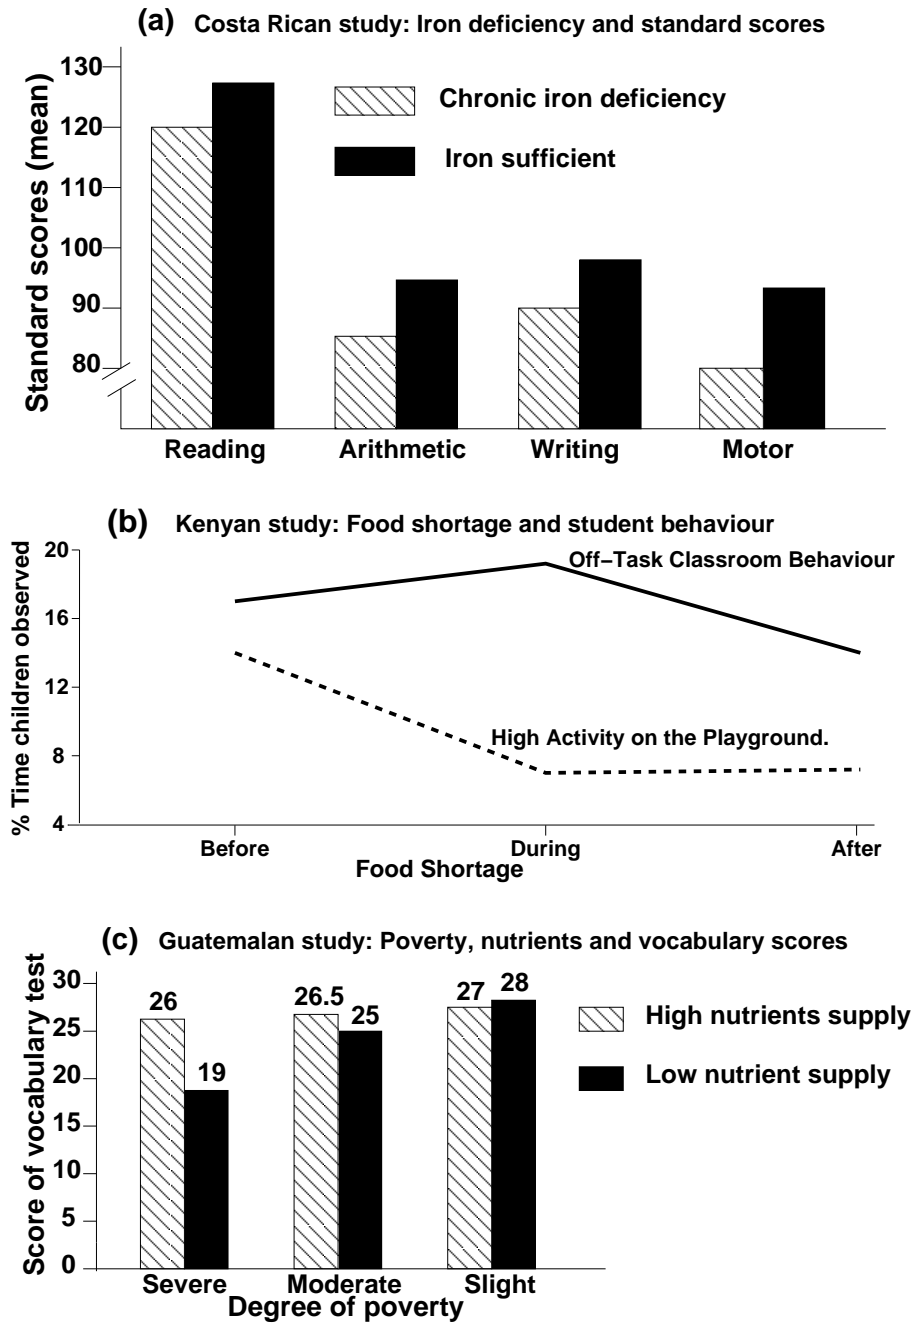 (a) Costa Rican study: Iron deficiency and standard scores
Standard scores (mean)
130
120
110
100
90
80
Chronic iron deficiency
Iron sufficient
Reading Arithmetic Writing Motor
(b) Kenyan study: Food shortage and student behaviour
% Time children observed
20
16
12
8
4
Off–Task Classroom Behaviour
High Activity on the Playground.
Before During After
Food Shortage
(c) Guatemalan study: Poverty, nutrients and vocabulary scores
Score of vocabulary test
30
25
20
15
10
5
0
26 19 26.5 25 27 28
High nutrients supply
Low nutrient supply
Severe Moderate Slight
Degree of poverty